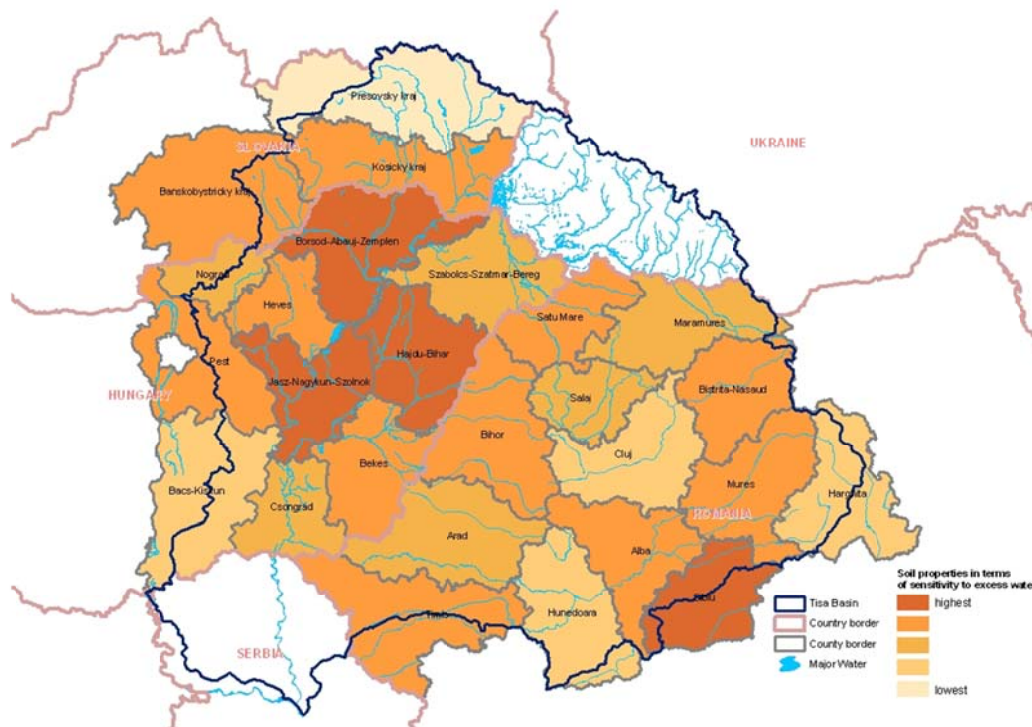 Presovsky kraj
UKRAINE
SLOVAKIA
Kosicky kraj
Banskobystricky kraj
Borsod-Abauj-Zemplen
Nograd
Szabolcs-Szatmar-Bereg
Heves
Satu Mare
Maramures
Pest
Hajdu-Bihar
Jasz-Nagykun-Szolnok
Bistrita-Nasaud
HUNGARY
Salaj
Bihor
Cluj
Bekes
Mures
Bacs-Kiskun
Harghita
Csongrad
ROMANIA
Arad
Alba
Sibiu
Hunedoara
Timis
SERBIA
Soil properties in terms
of sensitivity to excess water
Tisa Basin
highest
Country border
County border
Major Water
lowest